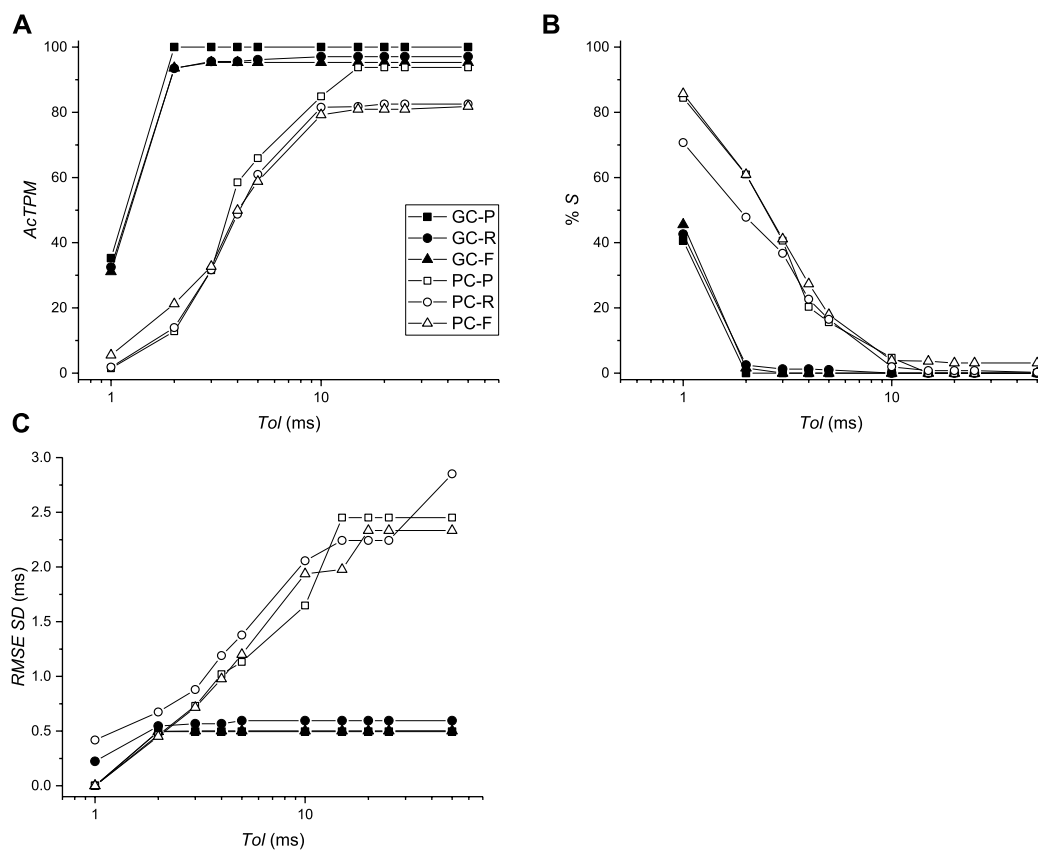 A
AcTPM
100
80
60
40
20
0
1
10
Tol (ms)
GC-P
GC-R
GC-F
PC-P
PC-R
PC-F
B
% S
100
80
60
40
20
0
1
10
Tol (ms)
C
RMSE SD (ms)
3.0
2.5
2.0
1.5
1.0
0.5
0.0
1
10
Tol (ms)